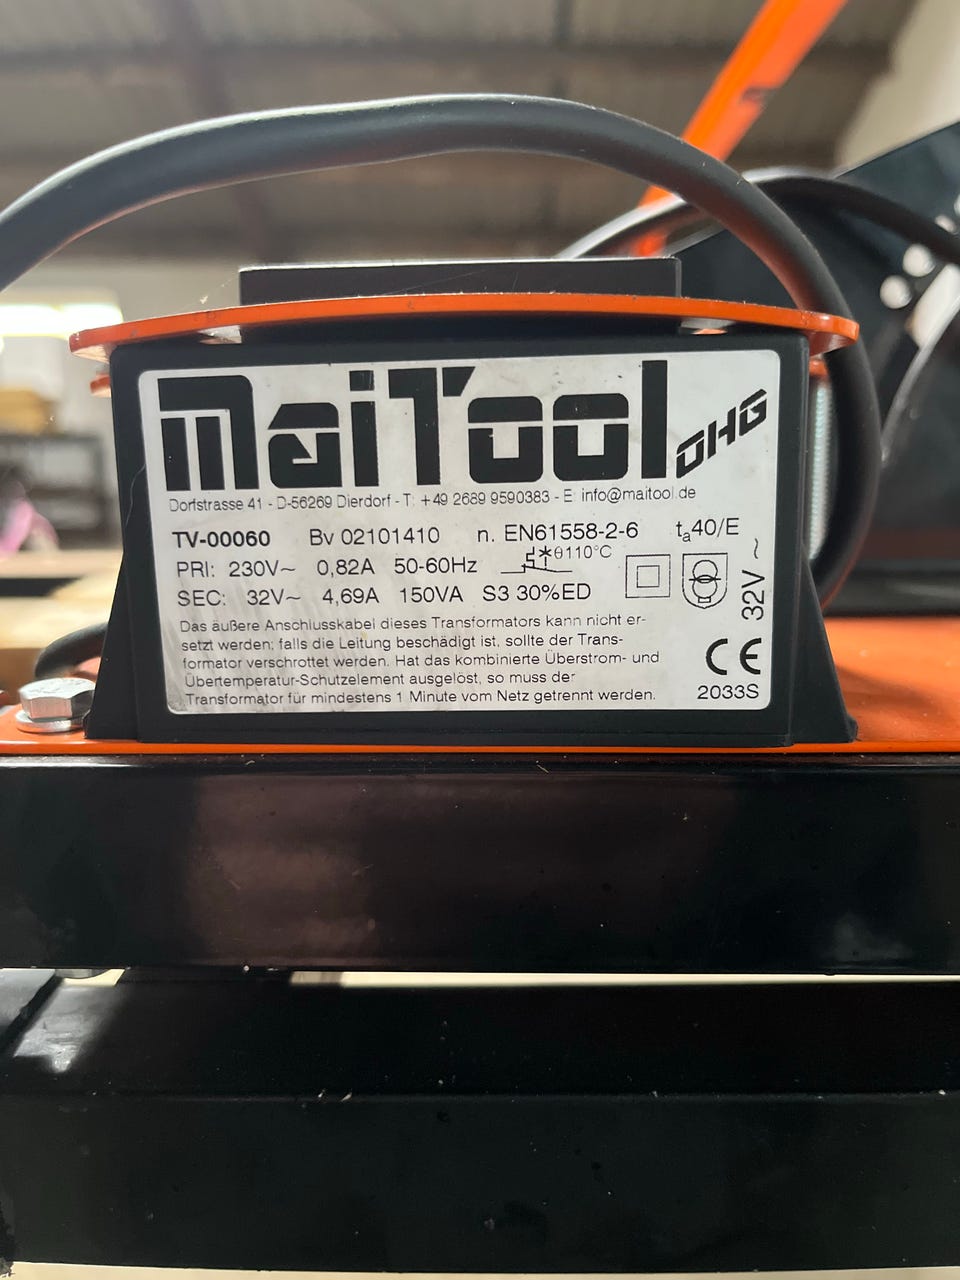 MaiTool OHG
Dorfstrasse 41 - D-56269 Dierdorf - T: +49 2689 9590383 - E: info@maitool.de
TV-00060 Bv 02101410 n. EN61558-2-6 ta40/E
PRI: 230V~ 0,82A 50-60Hz θ110°C
SEC: 32V~ 4,69A 150VA S3 30%ED
32V~
Das äußere Anschlusskabel dieses Transformators kann nicht er-
setzt werden; falls die Leitung beschädigt ist, sollte der Trans-
formator verschrottet werden. Hat das kombinierte Überstrom- und
Übertemperatur-Schutzelement ausgelöst, so muss der
Transformator für mindestens 1 Minute vom Netz getrennt werden.
CE
2033S